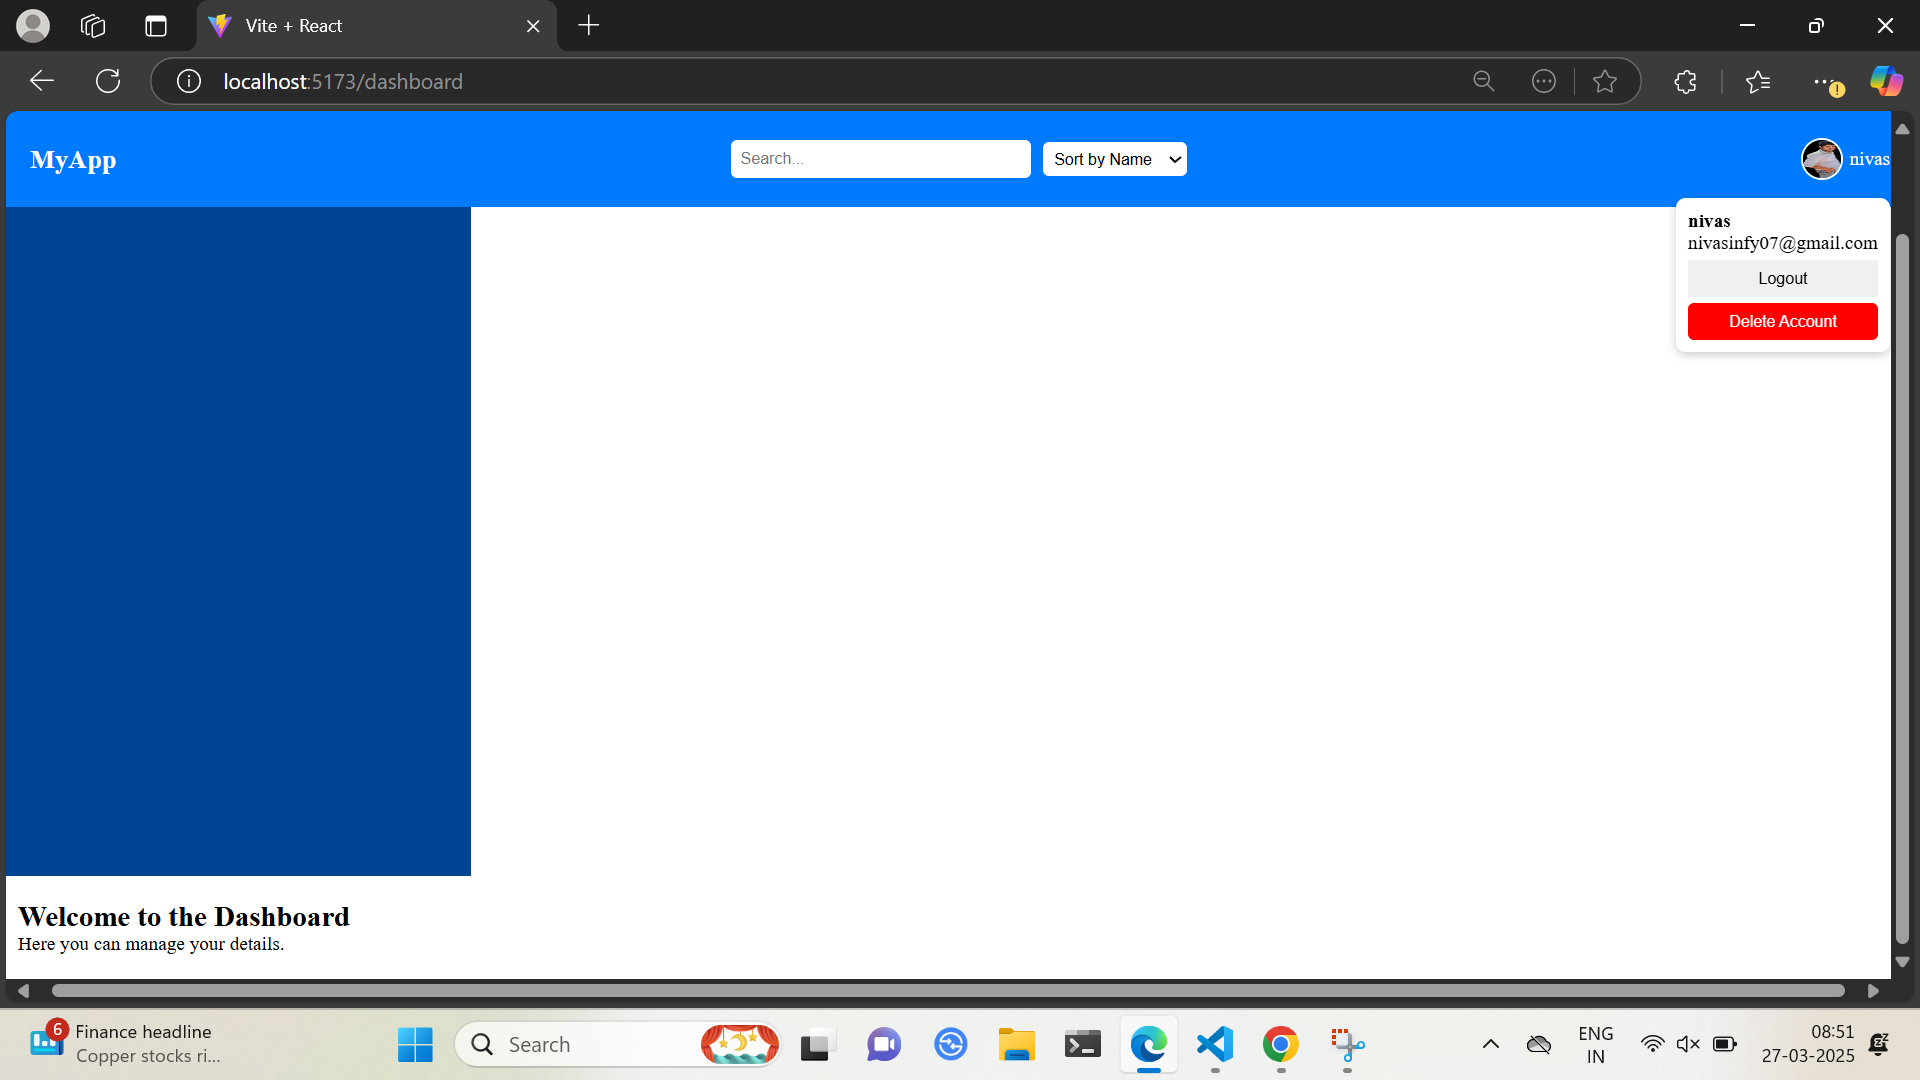 Vite + React
localhost:5173/dashboard
MyApp
Search...
Sort by Name
nivas
nivas
nivasinfy07@gmail.com
Logout
Delete Account
Welcome to the Dashboard
Here you can manage your details.
6
Finance headline
Copper stocks ri...
Search
ENG
IN
08:51
27-03-2025